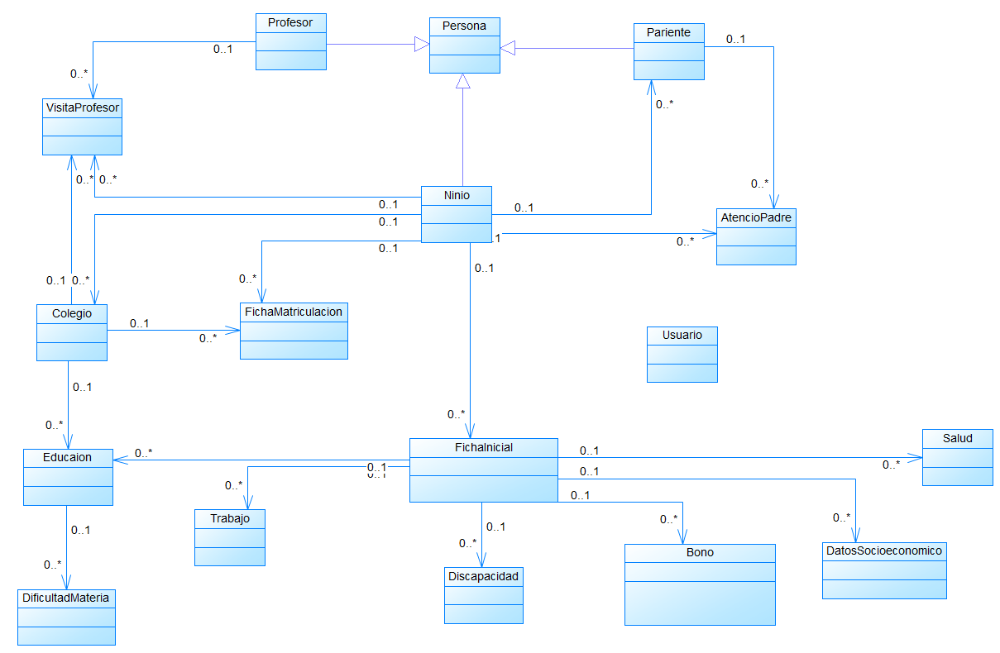 Profesor
Persona
Pariente
0..1
0..1
0..*
VisitaProfesor
0..*
0..*
0..*
0..*
Ninio
0..1
0..1
0..1
AtencioPadre
0..1
1
0..*
0..1
0..*
0..1
0..*
0..1
Colegio
FichaMatriculacion
0..1
0..*
Usuario
0..1
0..*
0..*
FichaInicial
Salud
Educaion
0..*
0..1
0..*
0..1
0..1
0..1
0..*
0..1
Trabajo
0..*
0..*
0..1
0..1
0..*
DatosSocioeconomico
Bono
0..*
Discapacidad
DificultadMateria